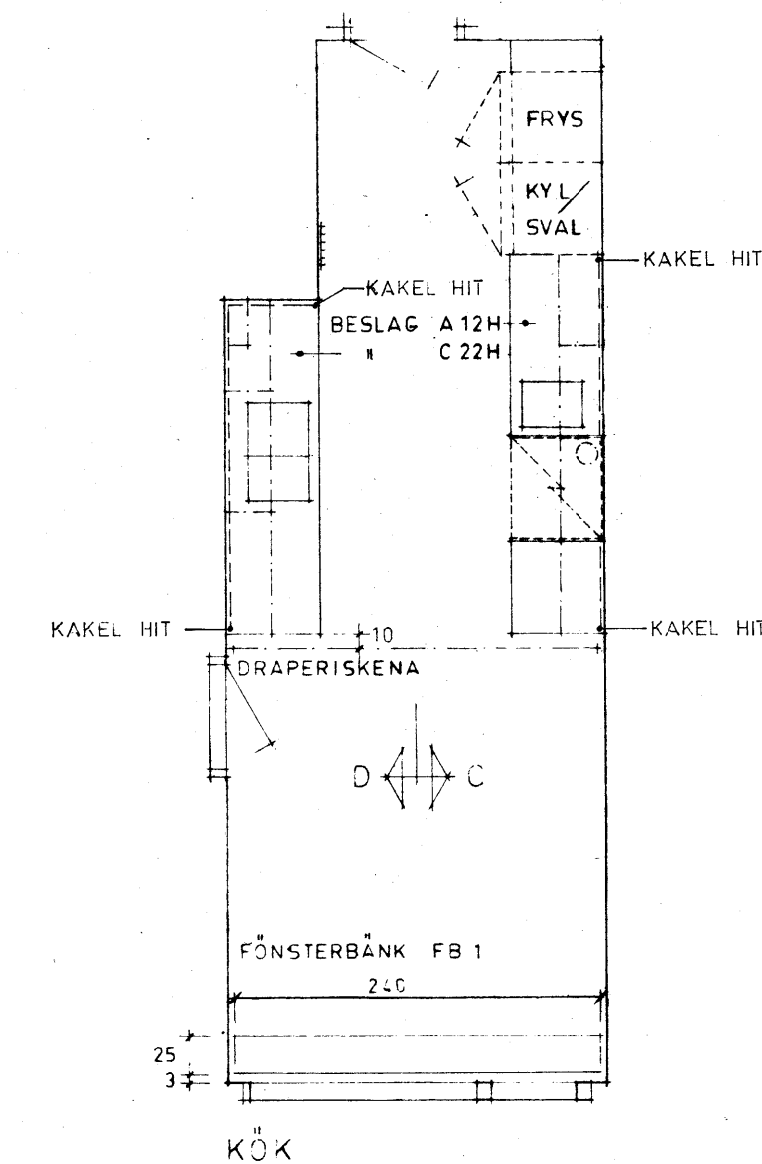 FRYS
KYL/
SVAL
KAKEL HIT
KAKEL HIT
BESLAG A 12H
" C 22H
KAKEL HIT
10
KAKEL HIT
DRAPERISKENA
D C
FÖNSTERBÄNK FB 1
240
25
3
KÖK